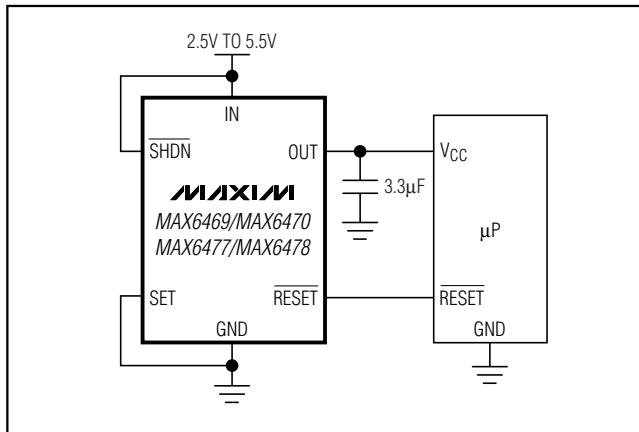 2.5V TO 5.5V
IN
SHDN
OUT
VCC
3.3µF
MAXIM
MAX6469/MAX6470
MAX6477/MAX6478
µP
SET
RESET
RESET
GND
GND